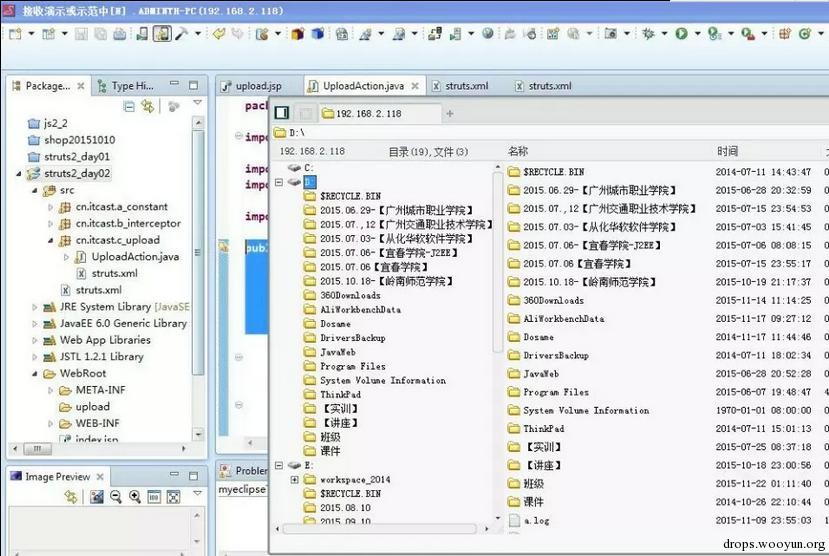 接收演示或示范中[N] . ADMINTH-PC(192.168.2.118)
Package...
Type Hi...
js2_2
shop20151010
struts2_day01
struts2_day02
src
cn.itcast.a_constant
cn.itcast.b_interceptor
cn.itcast.c_upload
UploadAction.java
struts.xml
struts.xml
JRE System Library [JavaSE
JavaEE 6.0 Generic Library
Web App Libraries
JSTL 1.2.1 Library
WebRoot
META-INF
upload
WEB-INF
index.jsp
Image Preview
upload.jsp
UploadAction.java
struts.xml
struts.xml
pack
impo
impo
impo
impo
pub
Problem
myeclipse
192.168.2.118
D:\
192.168.2.118 目录(19),文件(3)
C:
D:
$RECYCLE.BIN
2015.06.29-【广州城市职业学院】
2015.07.,12【广州交通职业技术学院】
2015.07.03-【从化华软软件学院】
2015.07.06-【宜春学院-J2EE】
2015.07.06【宜春学院】
2015.10.18-【岭南师范学院】
360Downloads
AliWorkbenchData
Dosame
DriversBackup
JavaWeb
Program Files
System Volume Information
ThinkPad
【实训】
【讲座】
班级
课件
E:
workspace_2014
$RECYCLE.BIN
2015.08.10
2015.09.10
名称 时间
$RECYCLE.BIN 2014-07-11 14:43:47
2015.06.29-【广州城市职业学院】 2015-06-28 20:32:59
2015.07.,12【广州交通职业技术学院】 2015-07-15 23:54:53
2015.07.03-【从化华软软件学院】 2015-07-03 15:41:45
2015.07.06-【宜春学院-J2EE】 2015-07-06 08:08:15
2015.07.06【宜春学院】 2015-07-15 23:55:17
2015.10.18-【岭南师范学院】 2015-10-19 21:17:37
360Downloads 2015-11-14 11:14:25
AliWorkbenchData 2015-11-17 09:27:12
Dosame 2014-11-17 11:44:46
DriversBackup 2014-07-11 18:02:34
JavaWeb 2015-06-28 20:52:28
Program Files 2015-06-07 19:48:47
System Volume Information 1970-01-01 08:00:00
ThinkPad 2014-07-11 15:01:13
【实训】 2015-07-25 08:37:18
【讲座】 2015-10-18 23:00:56
班级 2015-11-22 01:11:40
课件 2014-10-26 22:10:44
a.log 2015-11-09 23:55:03
drops.wooyun.org